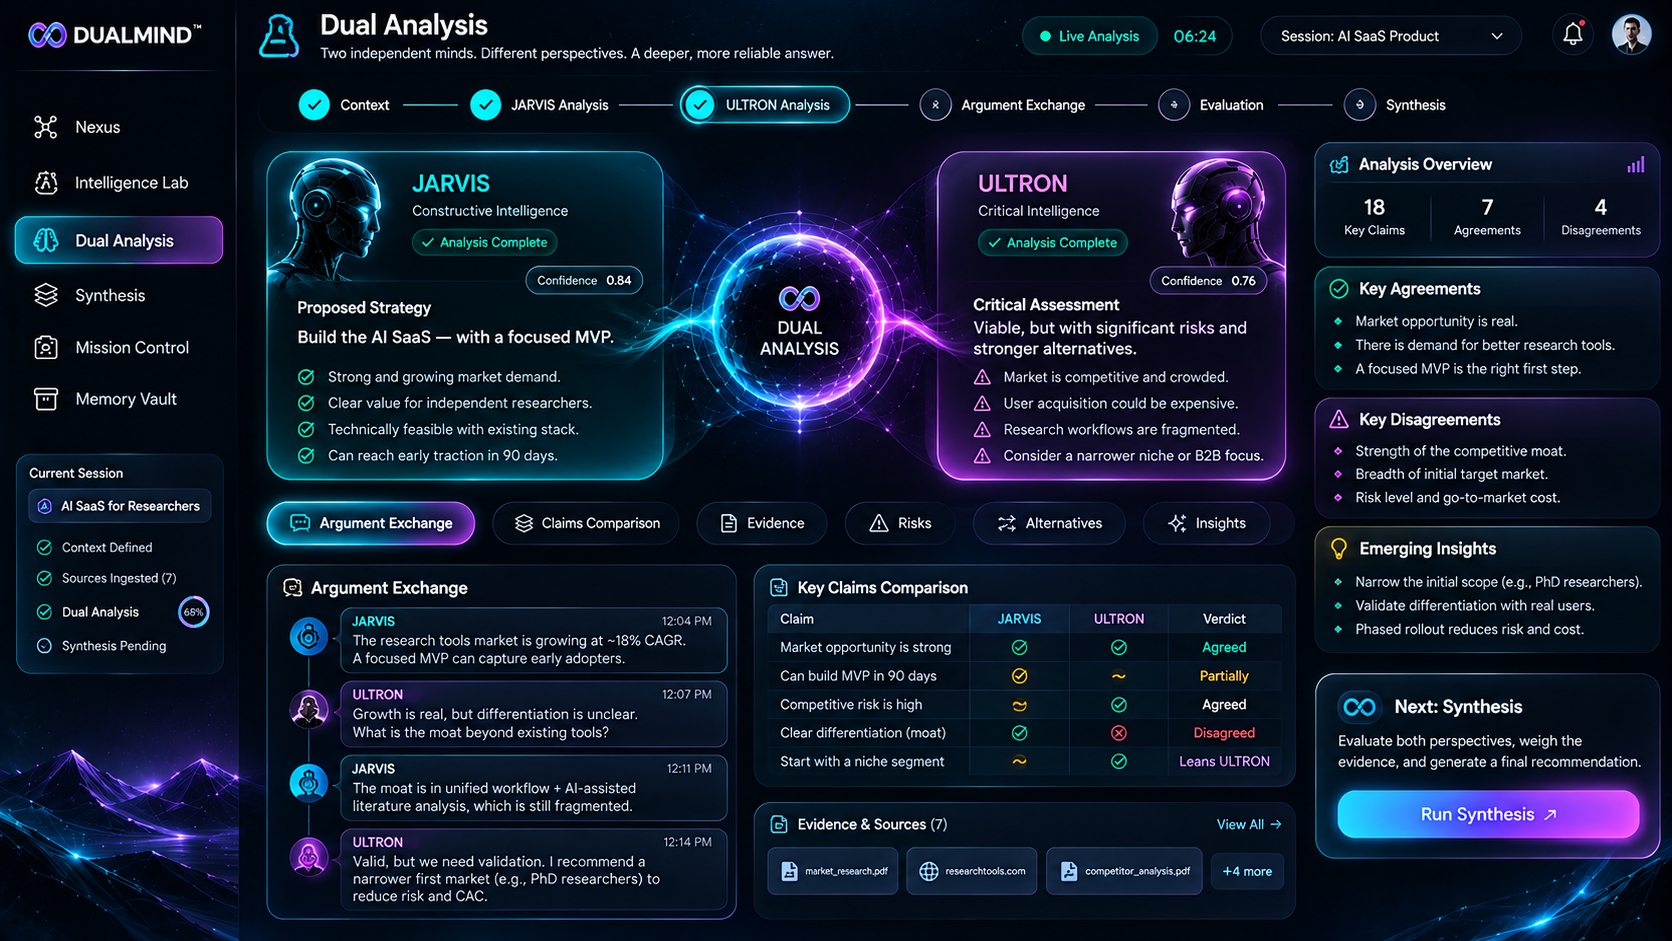 DUALMIND™
Nexus
Intelligence Lab
Dual Analysis
Synthesis
Mission Control
Memory Vault
Current Session
AI SaaS for Researchers
Context Defined
Sources Ingested (7)
Dual Analysis
68%
Synthesis Pending
Dual Analysis
Two independent minds. Different perspectives. A deeper, more reliable answer.
Live Analysis
06:24
Session: AI SaaS Product
Context
JARVIS Analysis
ULTRON Analysis
Argument Exchange
Evaluation
Synthesis
JARVIS
Constructive Intelligence
Analysis Complete
Confidence 0.84
Proposed Strategy
Build the AI SaaS — with a focused MVP.
Strong and growing market demand.
Clear value for independent researchers.
Technically feasible with existing stack.
Can reach early traction in 90 days.
DUAL
ANALYSIS
ULTRON
Critical Intelligence
Analysis Complete
Confidence 0.76
Critical Assessment
Viable, but with significant risks and
stronger alternatives.
Market is competitive and crowded.
User acquisition could be expensive.
Research workflows are fragmented.
Consider a narrower niche or B2B focus.
Argument Exchange
Claims Comparison
Evidence
Risks
Alternatives
Insights
Argument Exchange
JARVIS 12:04 PM
The research tools market is growing at ~18% CAGR.
A focused MVP can capture early adopters.
ULTRON 12:07 PM
Growth is real, but differentiation is unclear.
What is the moat beyond existing tools?
JARVIS 12:11 PM
The moat is in unified workflow + AI-assisted
literature analysis, which is still fragmented.
ULTRON 12:14 PM
Valid, but we need validation. I recommend a
narrower first market (e.g., PhD researchers) to
reduce risk and CAC.
Key Claims Comparison
Claim JARVIS ULTRON Verdict
Market opportunity is strong Agreed
Can build MVP in 90 days ~ Partially
Competitive risk is high ~ Agreed
Clear differentiation (moat) Disagreed
Start with a niche segment ~ Leans ULTRON
Evidence & Sources (7)
View All →
market_research.pdf
researchtools.com
competitor_analysis.pdf
+4 more
Analysis Overview
18 7 4
Key Claims Agreements Disagreements
Key Agreements
Market opportunity is real.
There is demand for better research tools.
A focused MVP is the right first step.
Key Disagreements
Strength of the competitive moat.
Breadth of initial target market.
Risk level and go-to-market cost.
Emerging Insights
Narrow the initial scope (e.g., PhD researchers).
Validate differentiation with real users.
Phased rollout reduces risk and cost.
Next: Synthesis
Evaluate both perspectives, weigh the
evidence, and generate a final recommendation.
Run Synthesis ↗